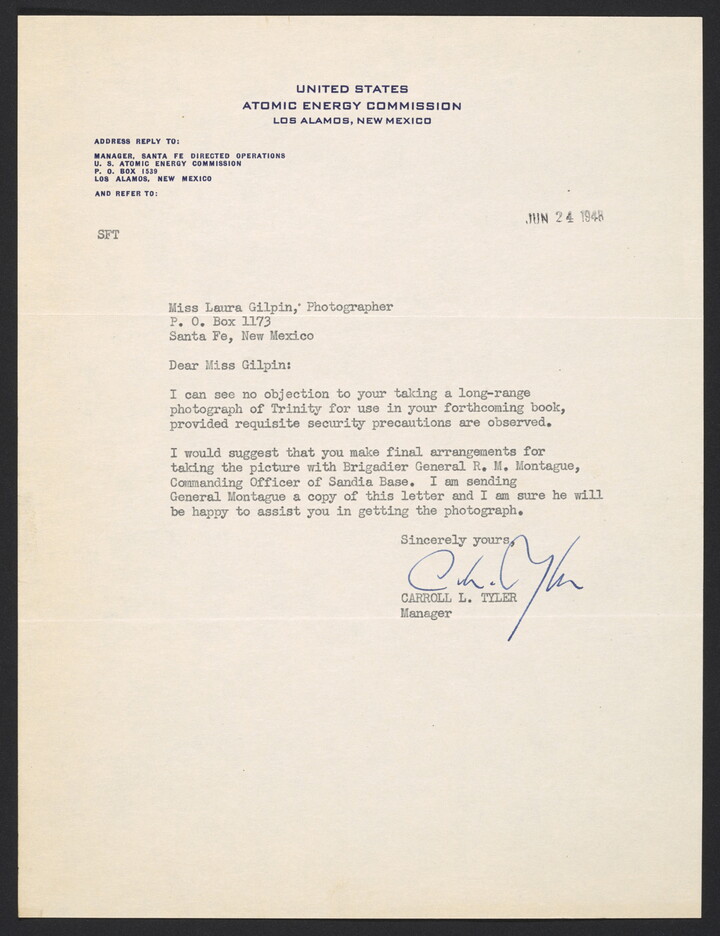 UNITED STATES
ATOMIC ENERGY COMMISSION
LOS ALAMOS, NEW MEXICO
ADDRESS REPLY TO:
MANAGER, SANTA FE DIRECTED OPERATIONS
U. S. ATOMIC ENERGY COMMISSION
P. O. BOX 1539
LOS ALAMOS, NEW MEXICO
AND REFER TO:
JUN 24 1948
SFT
Miss Laura Gilpin, Photographer
P. O. Box 1173
Santa Fe, New Mexico
Dear Miss Gilpin:
I can see no objection to your taking a long-range
photograph of Trinity for use in your forthcoming book,
provided requisite security precautions are observed.
I would suggest that you make final arrangements for
taking the picture with Brigadier General R. M. Montague,
Commanding Officer of Sandia Base. I am sending
General Montague a copy of this letter and I am sure he will
be happy to assist you in getting the photograph.
Sincerely yours,
C. L. Tyler
CARROLL L. TYLER
Manager